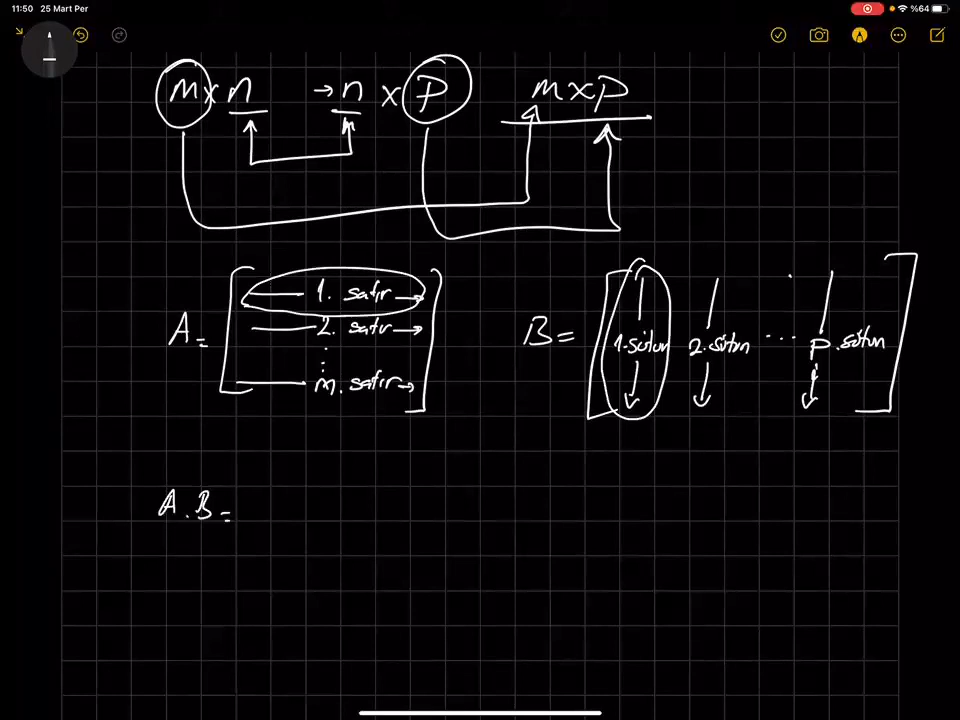 11:50 25 Mart Per %64
m x n → n x p m x p
A = 1. satır
2. satır
⋮
m. satır
B = 1. sütun 2. sütun ... p. sütun
A . B =